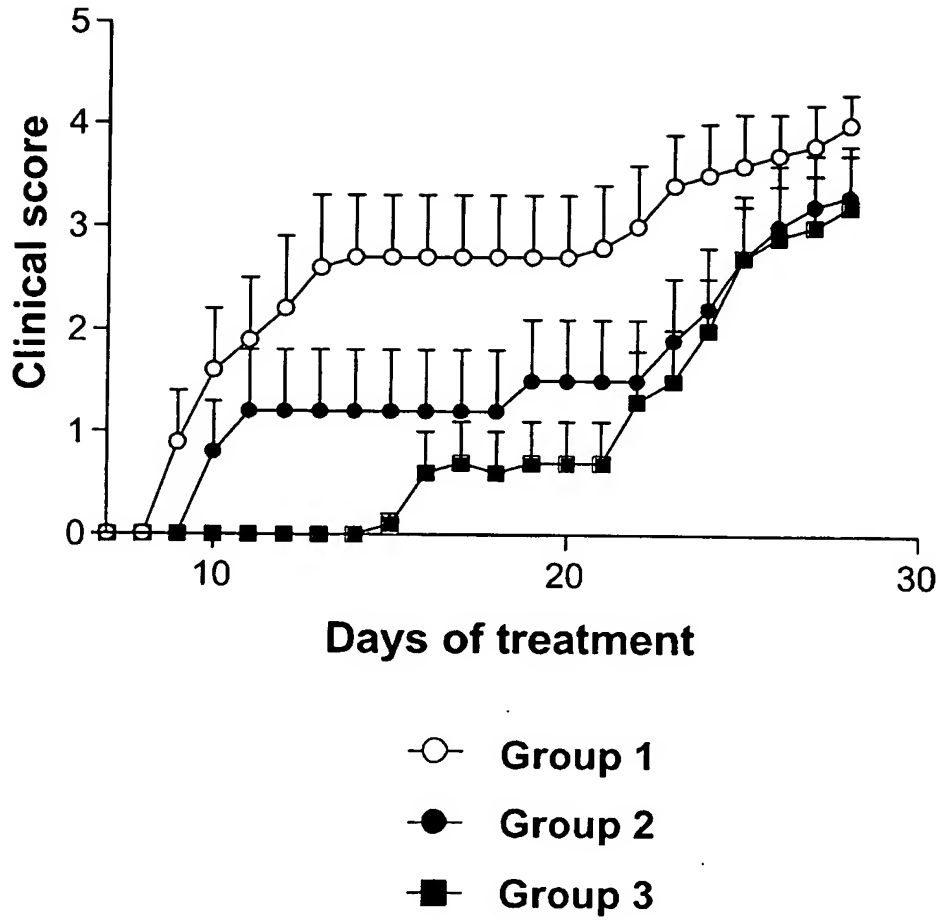 5
4
3
2
1
0
Clinical score
10 20 30
Days of treatment
Group 1
Group 2
Group 3